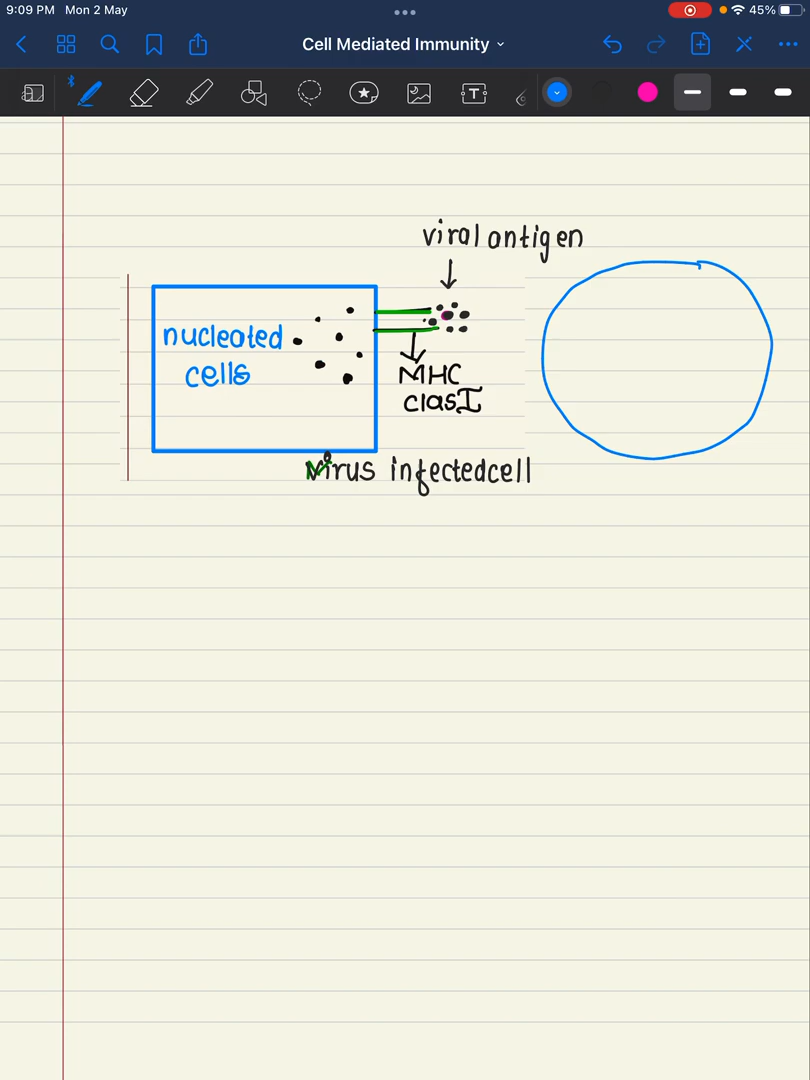 9:09 PM Mon 2 May
45%
Cell Mediated Immunity
T
viral antigen
nucleated
cells
MHC
clasI
virus infectedcell